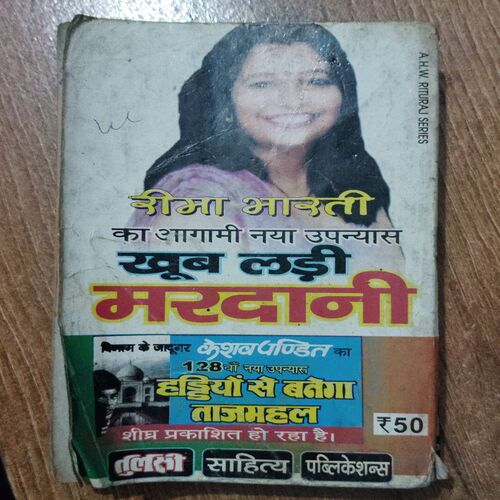 A.H.W. RITURAJ SERIES
रीमा भारती
का आगामी नया उपन्यास
खूब लड़ी
मरदानी
दिमाग के जादूगर केशव पण्डित का
128वाँ नया उपन्यास
हड्डियों से बनेगा
ताजमहल
शीघ्र प्रकाशित हो रहा है।
₹50
तुलसी साहित्य पब्लिकेशन्स